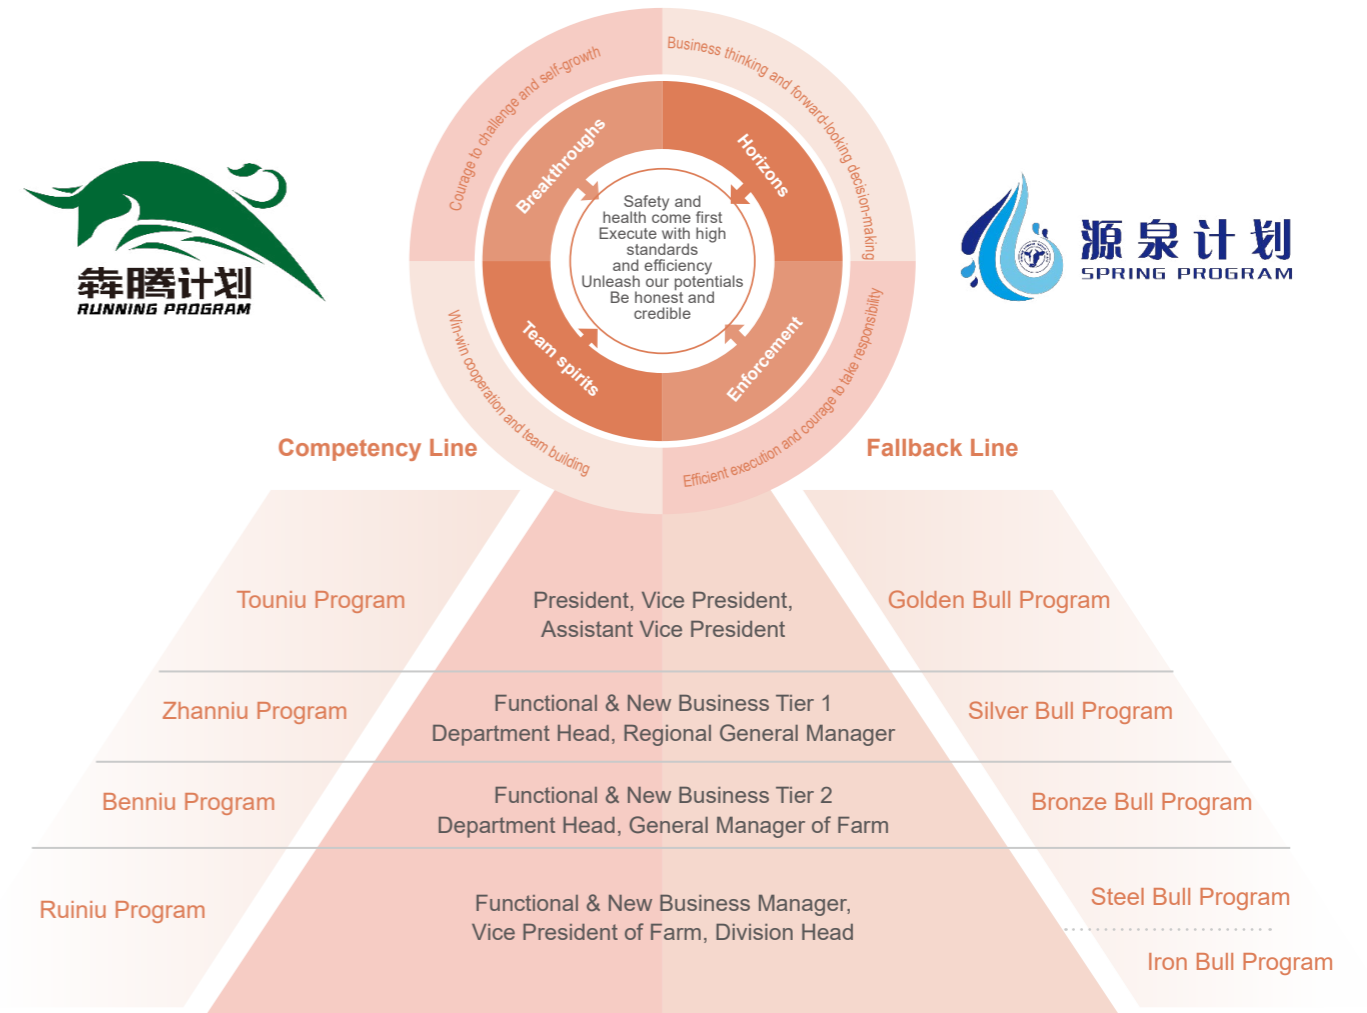 Courage to challenge and self-growth
Business thinking and forward-looking decision-making
Breakthroughs
Horizons
Safety and
health come first
Execute with high
standards
and efficiency
Unleash our potentials
Be honest and
credible
Team spirits
Enforcement
Win-win cooperation and team building
Efficient execution and courage to take responsibility
犇腾计划
RUNNING PROGRAM
源泉计划
SPRING PROGRAM
Competency Line
Fallback Line
Touniu Program
President, Vice President,
Assistant Vice President
Golden Bull Program
Zhanniu Program
Functional & New Business Tier 1
Department Head, Regional General Manager
Silver Bull Program
Benniu Program
Functional & New Business Tier 2
Department Head, General Manager of Farm
Bronze Bull Program
Ruiniu Program
Functional & New Business Manager,
Vice President of Farm, Division Head
Steel Bull Program
Iron Bull Program